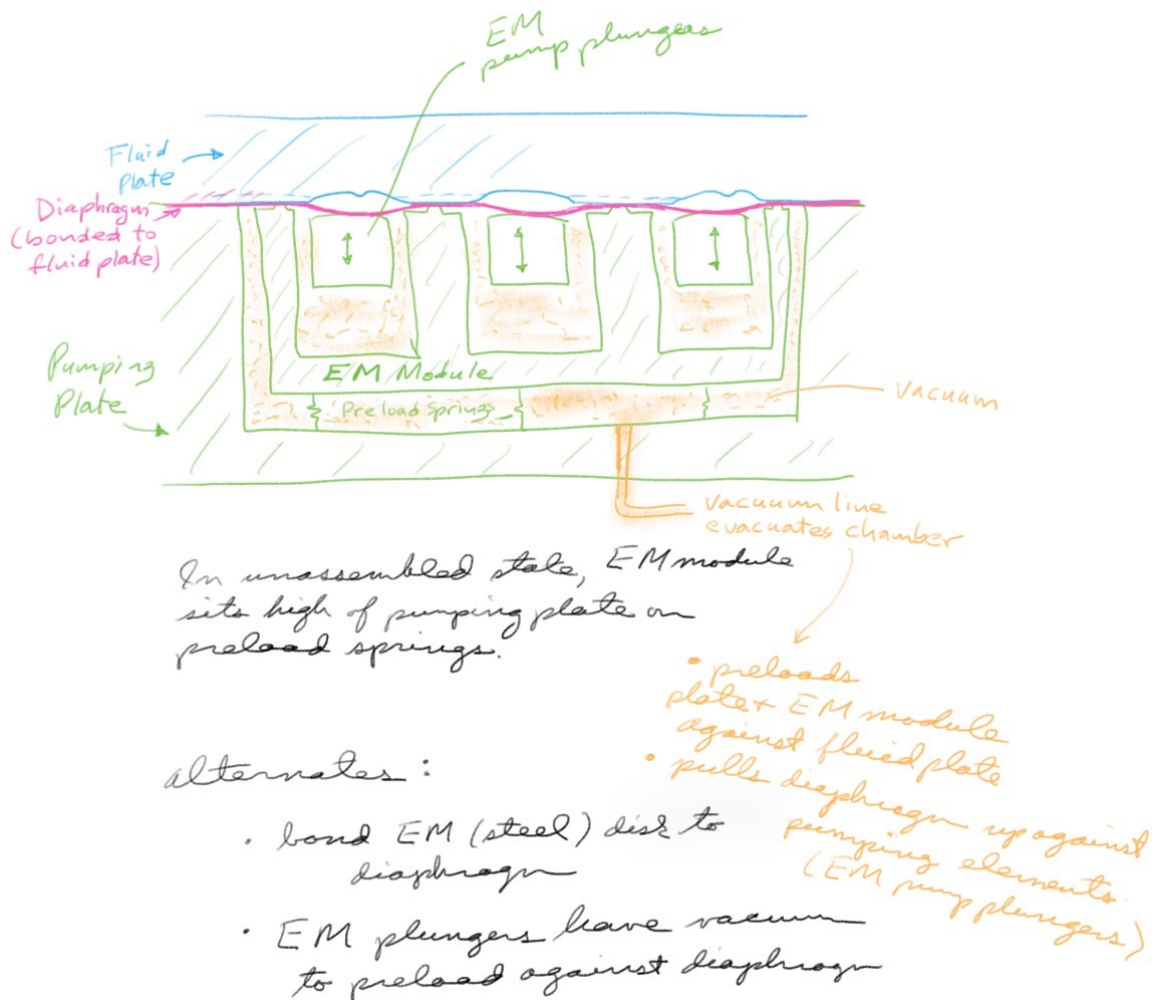 EM
pump plungers
Fluid
plate
Diaphragm
(bonded to
fluid plate)
Pumping
Plate
EM Module
Preload Springs
vacuum
vacuum line
evacuates chamber
In unassembled state, EM module
sits high of pumping plate on
preload springs.
• preloads
plate + EM module
against fluid plate
• pulls diaphragm up against
pumping elements
(EM pump plungers)
alternates:
• bond EM (steel) disk to
diaphragm
• EM plungers leave vacuum
to preload against diaphragm